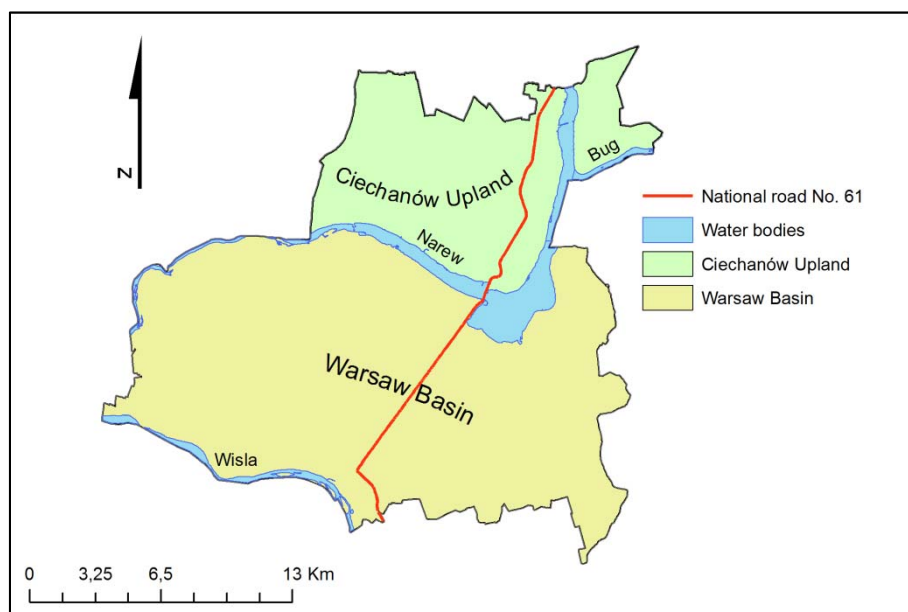 Bug
Ciechanów Upland
National road No. 61
Water bodies
Narew
Ciechanów Upland
Warsaw Basin
Warsaw Basin
Wisla
0 3,25 6,5 13 Km
N